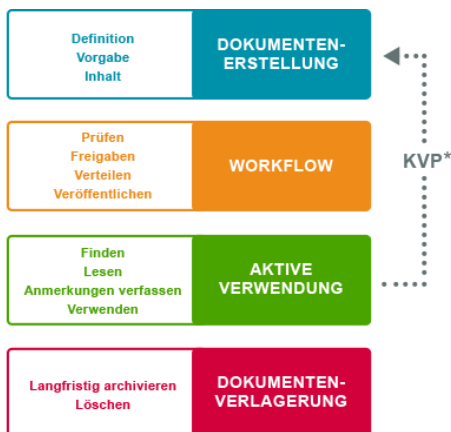 Definition
Vorgabe
Inhalt
DOKUMENTEN-
ERSTELLUNG
Prüfen
Freigaben
Verteilen
Veröffentlichen
WORKFLOW
KVP*
Finden
Lesen
Anmerkungen verfassen
Verwenden
AKTIVE
VERWENDUNG
Langfristig archivieren
Löschen
DOKUMENTEN-
VERLAGERUNG